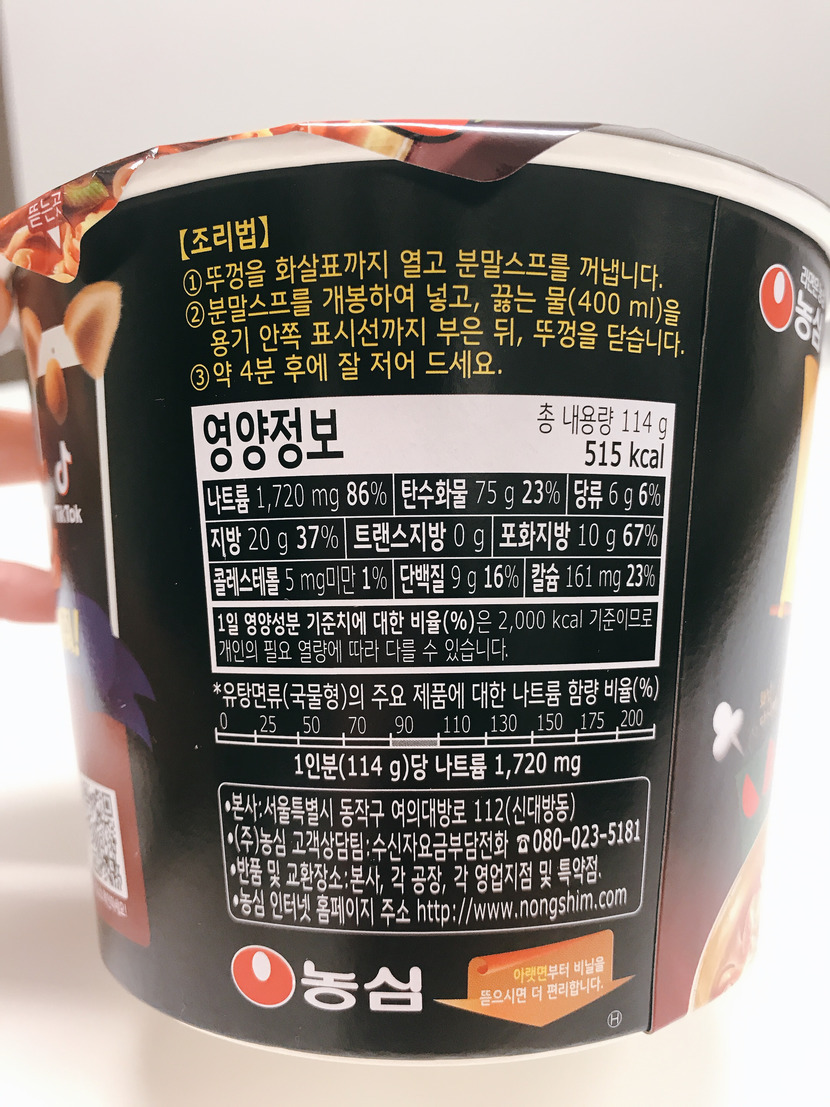 뜯는곳
【조리법】
①뚜껑을 화살표까지 열고 분말스프를 꺼냅니다.
②분말스프를 개봉하여 넣고, 끓는 물(400 ml)을
용기 안쪽 표시선까지 부은 뒤, 뚜껑을 닫습니다.
③약 4분 후에 잘 저어 드세요.
영양정보
총 내용량 114 g
515 kcal
나트륨 1,720 mg 86% 탄수화물 75 g 23% 당류 6 g 6%
지방 20 g 37% 트랜스지방 0 g 포화지방 10 g 67%
콜레스테롤 5 mg미만 1% 단백질 9 g 16% 칼슘 161 mg 23%
1일 영양성분 기준치에 대한 비율(%)은 2,000 kcal 기준이므로
개인의 필요 열량에 따라 다를 수 있습니다.
*유탕면류(국물형)의 주요 제품에 대한 나트륨 함량 비율(%)
0 25 50 70 90 110 130 150 175 200
1인분(114 g)당 나트륨 1,720 mg
•본사:서울특별시 동작구 여의대방로 112(신대방동)
•(주)농심 고객상담팀:수신자요금부담전화 ☎080-023-5181
•반품 및 교환장소:본사, 각 공장, 각 영업지점 및 특약점.
•농심 인터넷 홈페이지 주소 http://www.nongshim.com
농심
아랫면부터 비닐을
뜯으시면 더 편리합니다.
H
TikTok
농심